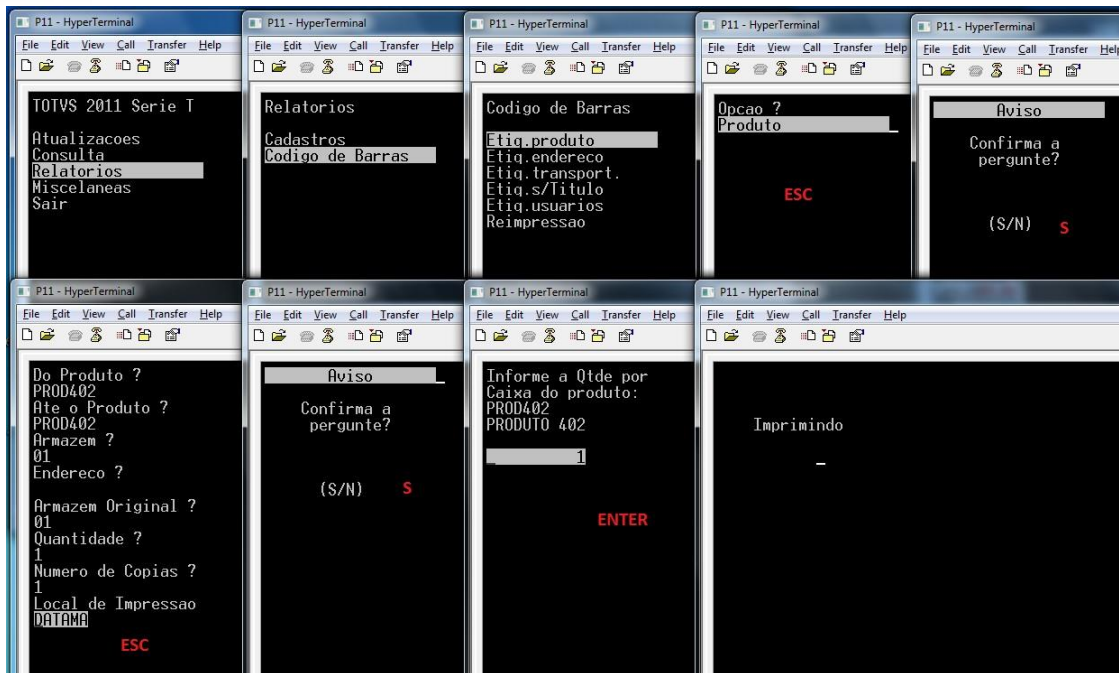 P11 - HyperTerminal
File Edit View Call Transfer Help
TOTVS 2011 Serie T
Atualizacoes
Consulta
Relatorios
Miscelaneas
Sair
P11 - HyperTerminal
File Edit View Call Transfer Help
Relatorios
Cadastros
Codigo de Barras
P11 - HyperTerminal
File Edit View Call Transfer Help
Codigo de Barras
Etiq.produto
Etiq.endereco
Etiq.transport.
Etiq.s/Titulo
Etiq.usuarios
Reimpressao
P11 - HyperTerminal
File Edit View Call Transfer Help
Opcao ?
Produto
ESC
P11 - HyperTerminal
File Edit View Call Transfer Help
Aviso
Confirma a
pergunte?
(S/N) S
P11 - HyperTerminal
File Edit View Call Transfer Help
Do Produto ?
PROD402
Ate o Produto ?
PROD402
Armazem ?
01
Endereco ?
Armazem Original ?
01
Quantidade ?
1
Numero de Copias ?
1
Local de Impressao
DATAMA
ESC
P11 - HyperTerminal
File Edit View Call Transfer Help
Aviso
Confirma a
pergunte?
(S/N) S
P11 - HyperTerminal
File Edit View Call Transfer Help
Informe a Qtde por
Caixa do produto:
PROD402
PRODUTO 402
1
ENTER
P11 - HyperTerminal
File Edit View Call Transfer Help
Imprimindo